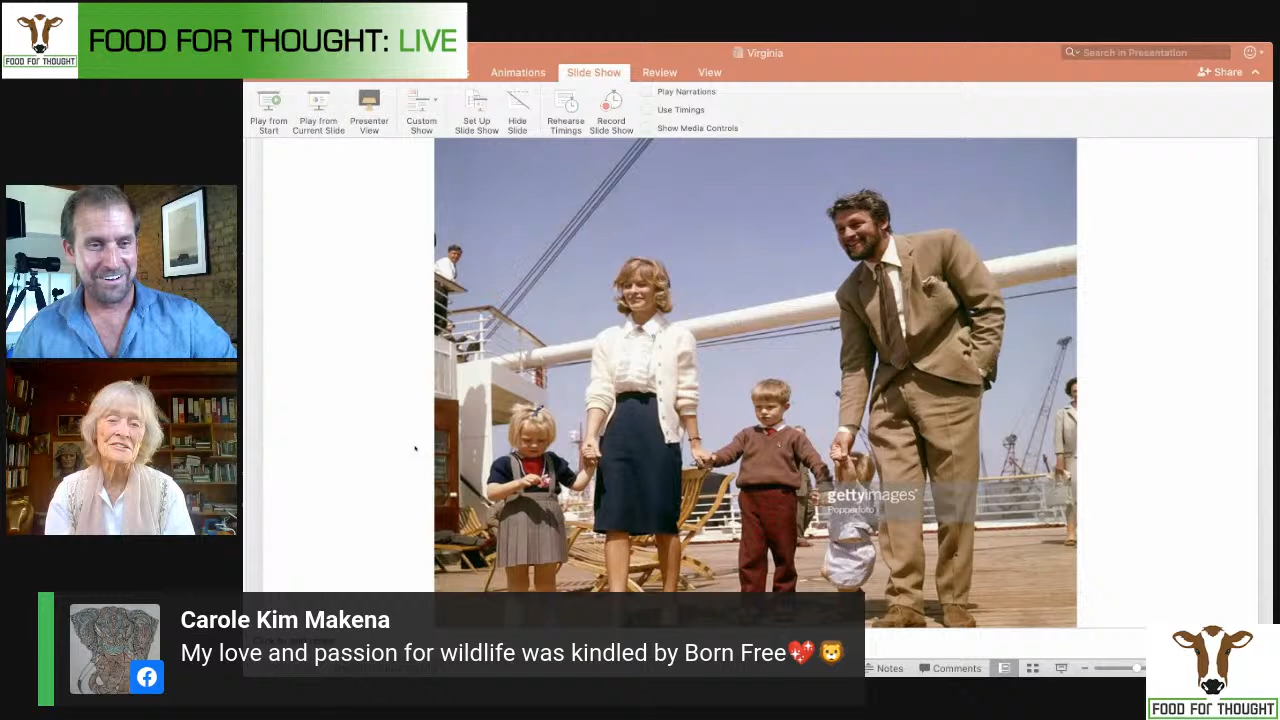 FOOD FOR THOUGHT
FOOD FOR THOUGHT: LIVE
Virginia
Search in Presentation
Animations
Slide Show
Review
View
Share
Play from
Start
Play from
Current Slide
Presenter
View
Custom
Show
Set Up
Slide Show
Hide
Slide
Rehearse
Timings
Record
Slide Show
Play Narrations
Use Timings
Show Media Controls
gettyimages®
Popperfoto
Carole Kim Makena
My love and passion for wildlife was kindled by Born Free💖🦁
Notes
Comments
FOOD FOR THOUGHT